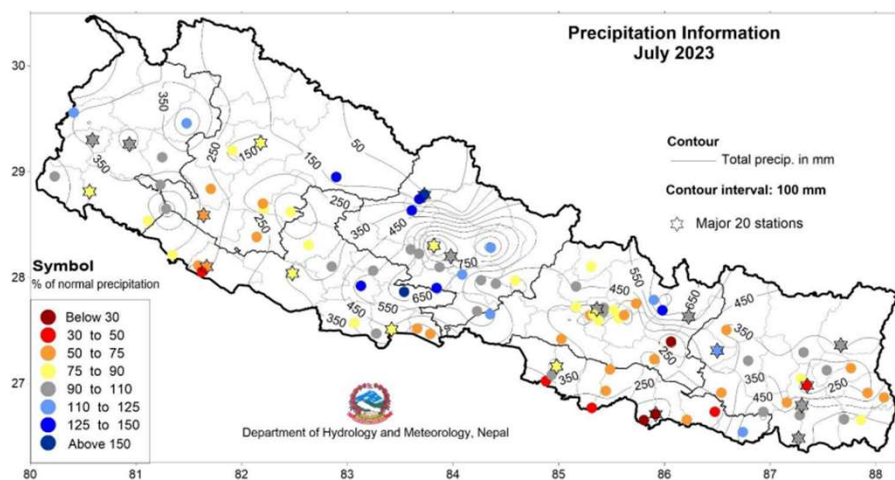 Precipitation Information
July 2023
30
29
28
27
350
350
250
150
50
150
250
350
450
250
750
450
550
650
350
550
450
650
450
350
250
350
250
350
450
250
Contour
Total precip. in mm
Contour interval: 100 mm
Major 20 stations
Symbol
% of normal precipitation
Below 30
30 to 50
50 to 75
75 to 90
90 to 110
110 to 125
125 to 150
Above 150
Department of Hydrology and Meteorology, Nepal
80
81
82
83
84
85
86
87
88